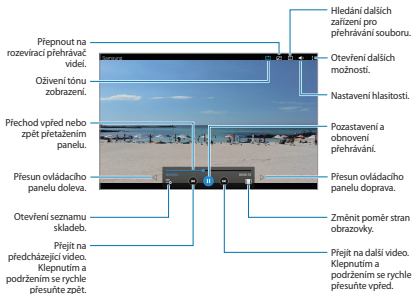 Hledání dalších
zařízení pro
přehrávání souboru.
Přepnout na
rozevírací přehrávač
videí.
Otevření dalších
možností.
Oživení tónu
zobrazení.
Nastavení hlasitosti.
Samsung
Přechod vpřed nebo
zpět přetažením
panelu.
Pozastavení a
obnovení
přehrávání.
Přesun ovládacího
panelu doleva.
Přesun ovládacího
panelu doprava.
Otevření seznamu
skladeb.
Změnit poměr stran
obrazovky.
Přejít na
předcházející video.
Klepnutím a
podržením se rychle
přesuňte zpět.
Přejít na další video.
Klepnutím a
podržením se rychle
přesuňte vpřed.